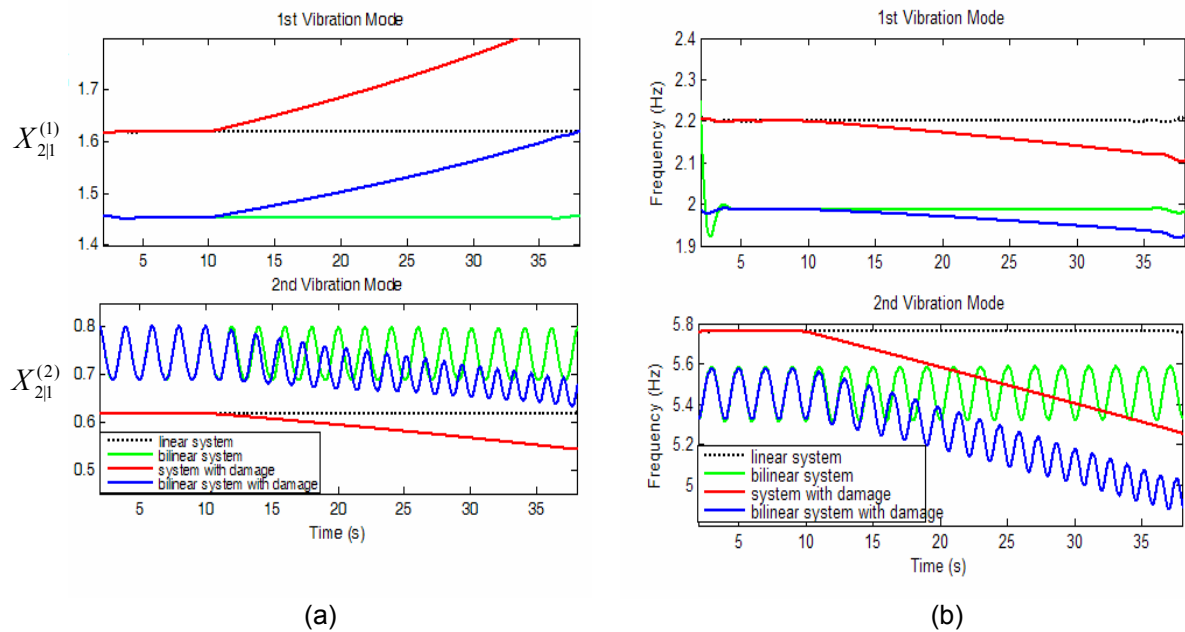 1st Vibration Mode
X_{2|1}^{(1)}
1.7
1.6
1.5
1.4
5 10 15 20 25 30 35
2nd Vibration Mode
X_{2|1}^{(2)}
0.8
0.7
0.6
0.5
linear system
bilinear system
system with damage
bilinear system with damage
5 10 15 20 25 30 35
Time (s)
(a)
1st Vibration Mode
Frequency (Hz)
2.4
2.3
2.2
2.1
2
1.9
5 10 15 20 25 30 35
2nd Vibration Mode
Frequency (Hz)
5.8
5.6
5.4
5.2
5
linear system
bilinear system
system with damage
bilinear system with damage
5 10 15 20 25 30 35
Time (s)
(b)